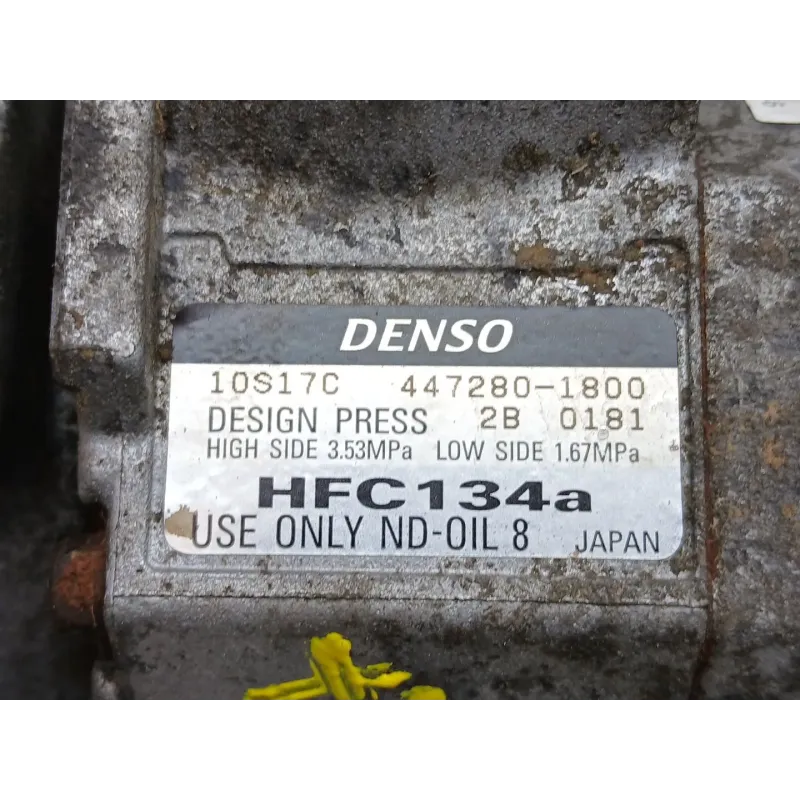 DENSO
10S17C 447280-1800
DESIGN PRESS 2B 0181
HIGH SIDE 3.53MPa LOW SIDE 1.67MPa
HFC134a
USE ONLY ND-OIL 8 JAPAN